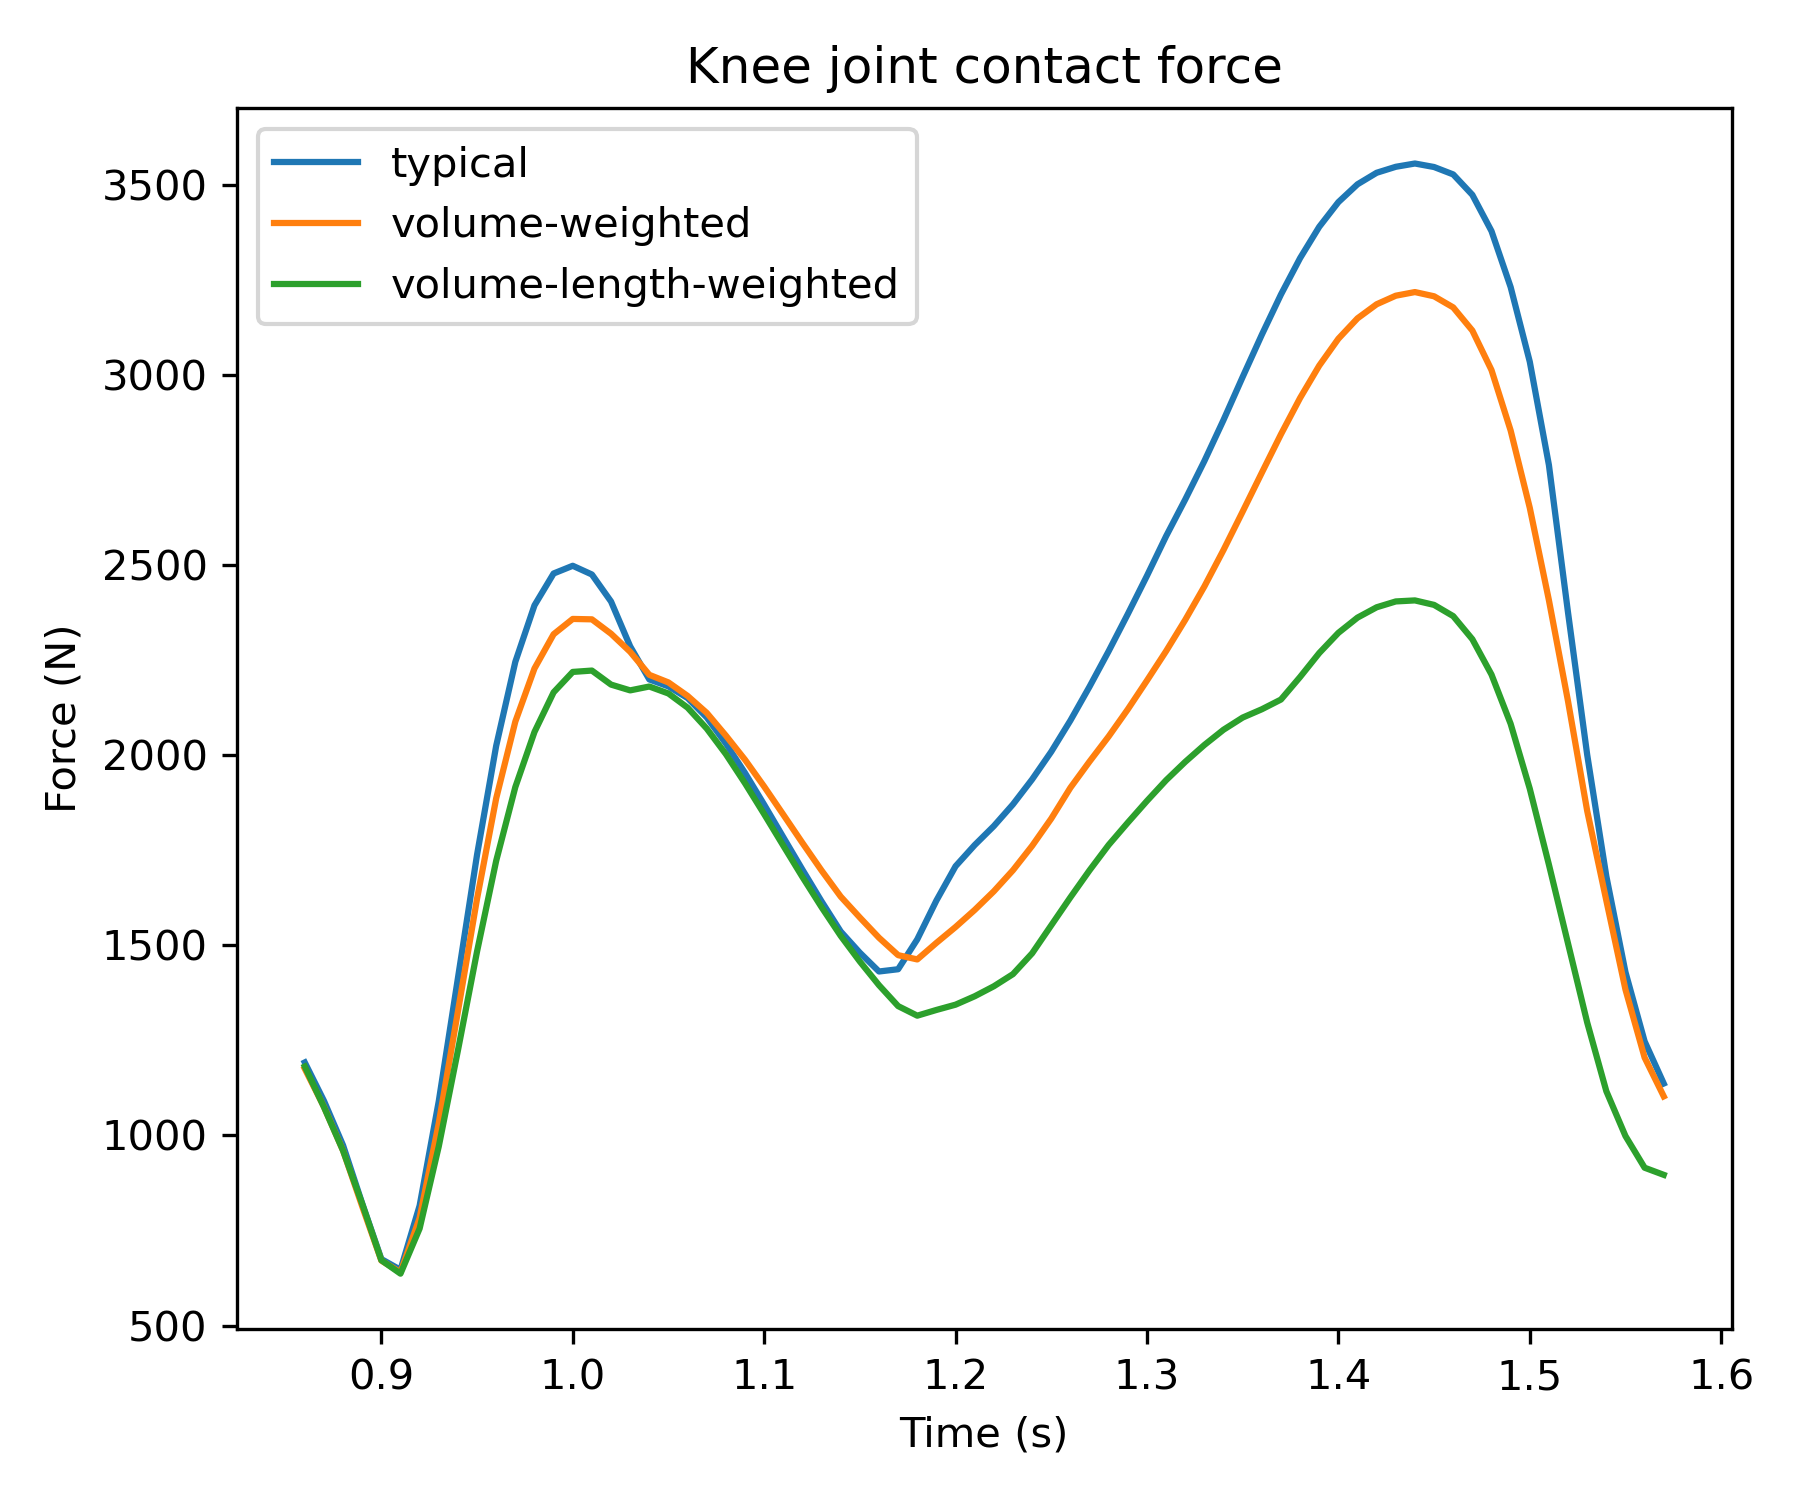 Knee joint contact force
typical
volume-weighted
volume-length-weighted
3500
3000
2500
2000
1500
1000
500
Force (N)
0.9 1.0 1.1 1.2 1.3 1.4 1.5 1.6
Time (s)